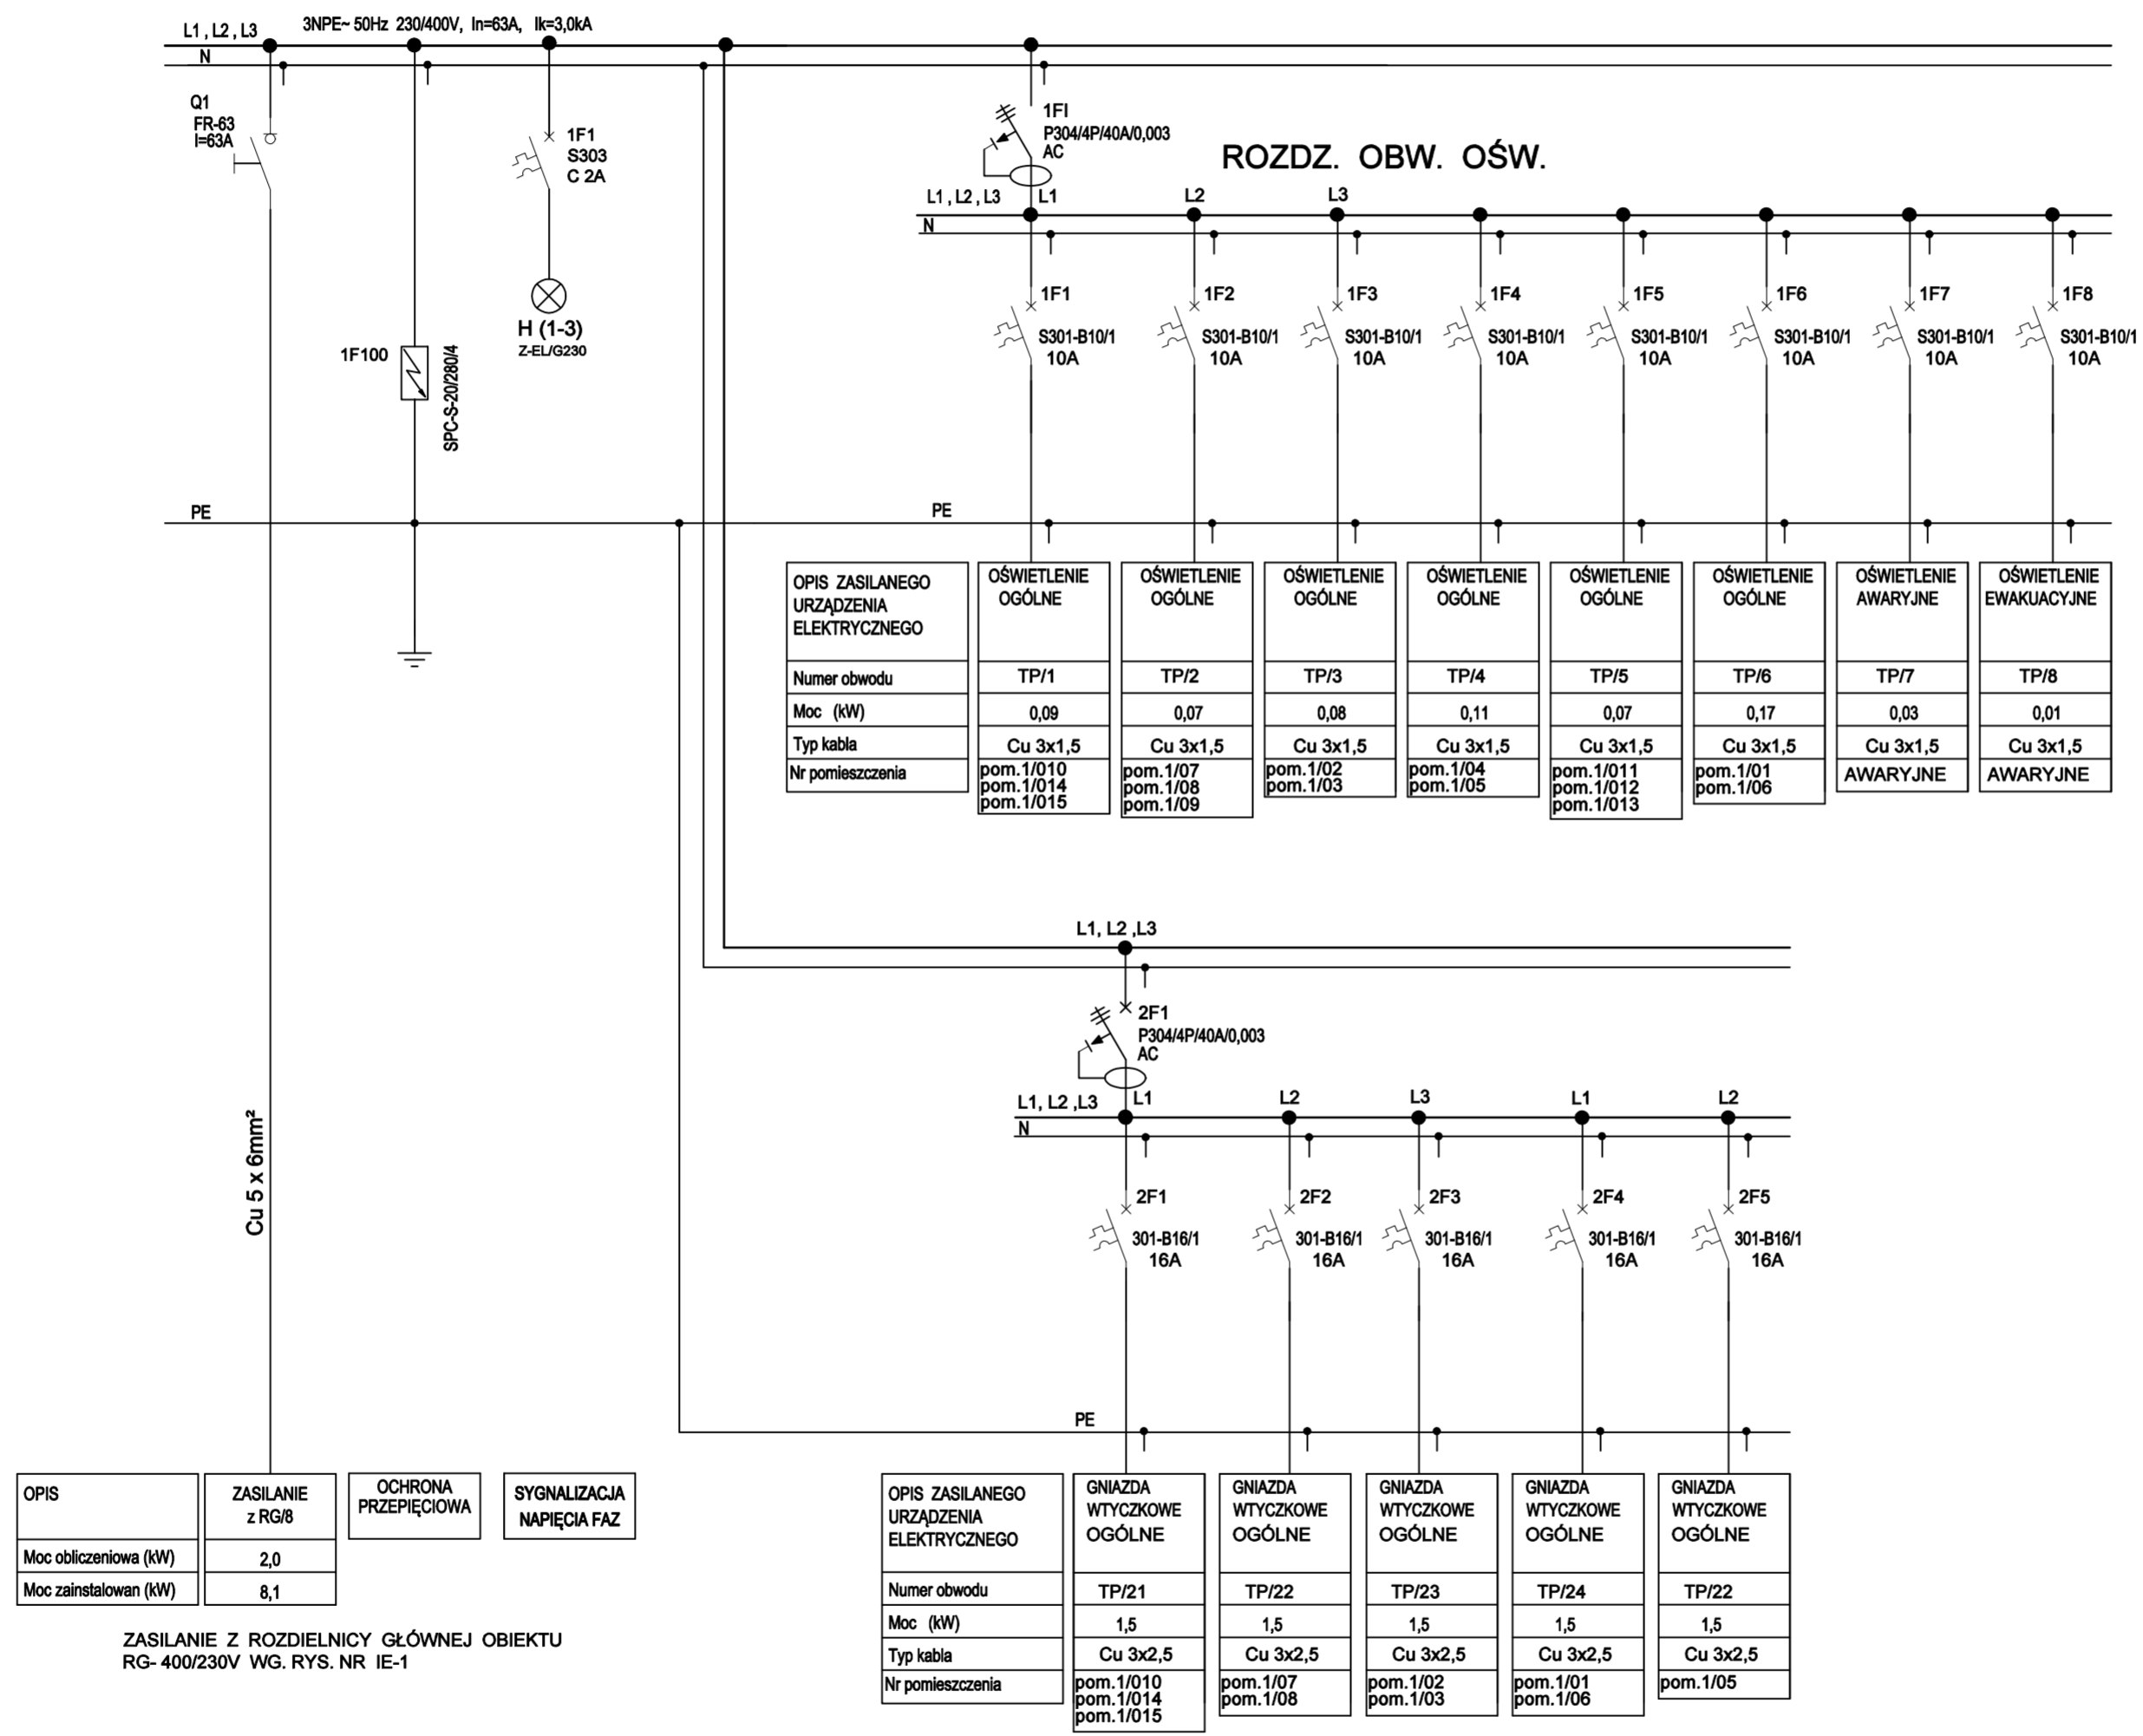 L1 , L2 , L3
3NPE~ 50Hz 230/400V, In=63A, Ik=3,0kA
N
Q1
FR-63
I=63A
1F1
S303
C 2A
H (1-3)
Z-EL/G230
1F100
SPC-S-20/280/4
PE
Cu 5 x 6mm²
1FI
P304/4P/40A/0,003
AC
ROZDZ. OBW. OŚW.
L1 , L2 , L3
L1
L2
L3
N
1F1
S301-B10/1
10A
1F2
S301-B10/1
10A
1F3
S301-B10/1
10A
1F4
S301-B10/1
10A
1F5
S301-B10/1
10A
1F6
S301-B10/1
10A
1F7
S301-B10/1
10A
1F8
S301-B10/1
10A
PE
OPIS ZASILANEGO
URZĄDZENIA
ELEKTRYCZNEGO
OŚWIETLENIE
OGÓLNE
OŚWIETLENIE
OGÓLNE
OŚWIETLENIE
OGÓLNE
OŚWIETLENIE
OGÓLNE
OŚWIETLENIE
OGÓLNE
OŚWIETLENIE
OGÓLNE
OŚWIETLENIE
AWARYJNE
OŚWIETLENIE
EWAKUACYJNE
Numer obwodu
TP/1
TP/2
TP/3
TP/4
TP/5
TP/6
TP/7
TP/8
Moc (kW)
0,09
0,07
0,08
0,11
0,07
0,17
0,03
0,01
Typ kabla
Cu 3x1,5
Cu 3x1,5
Cu 3x1,5
Cu 3x1,5
Cu 3x1,5
Cu 3x1,5
Cu 3x1,5
Cu 3x1,5
Nr pomieszczenia
pom.1/010
pom.1/014
pom.1/015
pom.1/07
pom.1/08
pom.1/09
pom.1/02
pom.1/03
pom.1/04
pom.1/05
pom.1/011
pom.1/012
pom.1/013
pom.1/01
pom.1/06
AWARYJNE
AWARYJNE
L1, L2 ,L3
2F1
P304/4P/40A/0,003
AC
L1, L2 ,L3
L1
L2
L3
L1
L2
N
2F1
301-B16/1
16A
2F2
301-B16/1
16A
2F3
301-B16/1
16A
2F4
301-B16/1
16A
2F5
301-B16/1
16A
PE
OPIS
ZASILANIE
z RG/8
OCHRONA
PRZEPIĘCIOWA
SYGNALIZACJA
NAPIĘCIA FAZ
Moc obliczeniowa (kW)
2,0
Moc zainstalowan (kW)
8,1
ZASILANIE Z ROZDIELNICY GŁÓWNEJ OBIEKTU
RG- 400/230V WG. RYS. NR IE-1
OPIS ZASILANEGO
URZĄDZENIA
ELEKTRYCZNEGO
GNIAZDA
WTYCZKOWE
OGÓLNE
GNIAZDA
WTYCZKOWE
OGÓLNE
GNIAZDA
WTYCZKOWE
OGÓLNE
GNIAZDA
WTYCZKOWE
OGÓLNE
GNIAZDA
WTYCZKOWE
OGÓLNE
Numer obwodu
TP/21
TP/22
TP/23
TP/24
TP/22
Moc (kW)
1,5
1,5
1,5
1,5
1,5
Typ kabla
Cu 3x2,5
Cu 3x2,5
Cu 3x2,5
Cu 3x2,5
Cu 3x2,5
Nr pomieszczenia
pom.1/010
pom.1/014
pom.1/015
pom.1/07
pom.1/08
pom.1/02
pom.1/03
pom.1/01
pom.1/06
pom.1/05